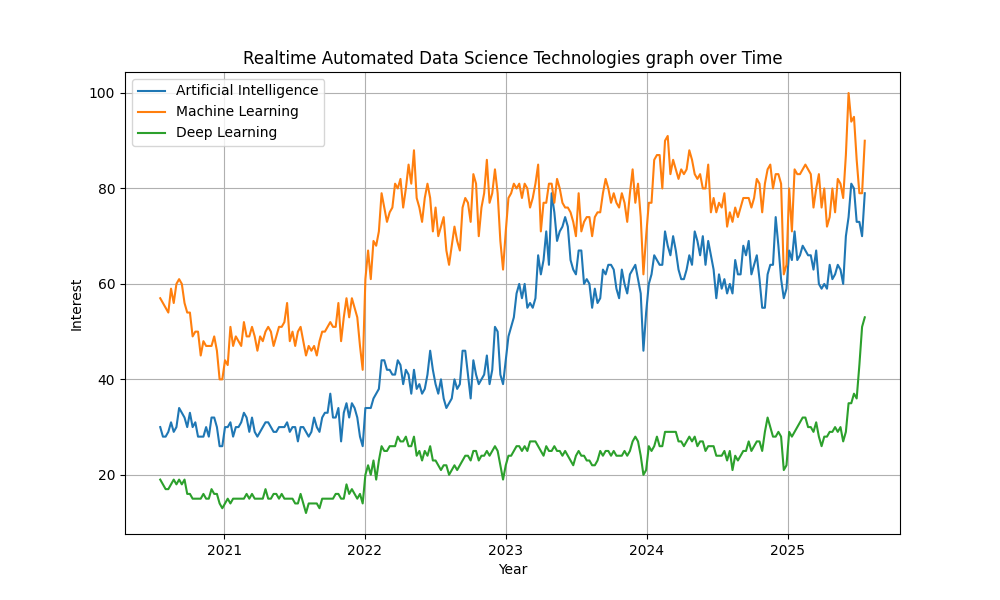 Realtime Automated Data Science Technologies graph over Time
Artificial Intelligence
Machine Learning
Deep Learning
100
80
60
40
20
Interest
2021 2022 2023 2024 2025
Year